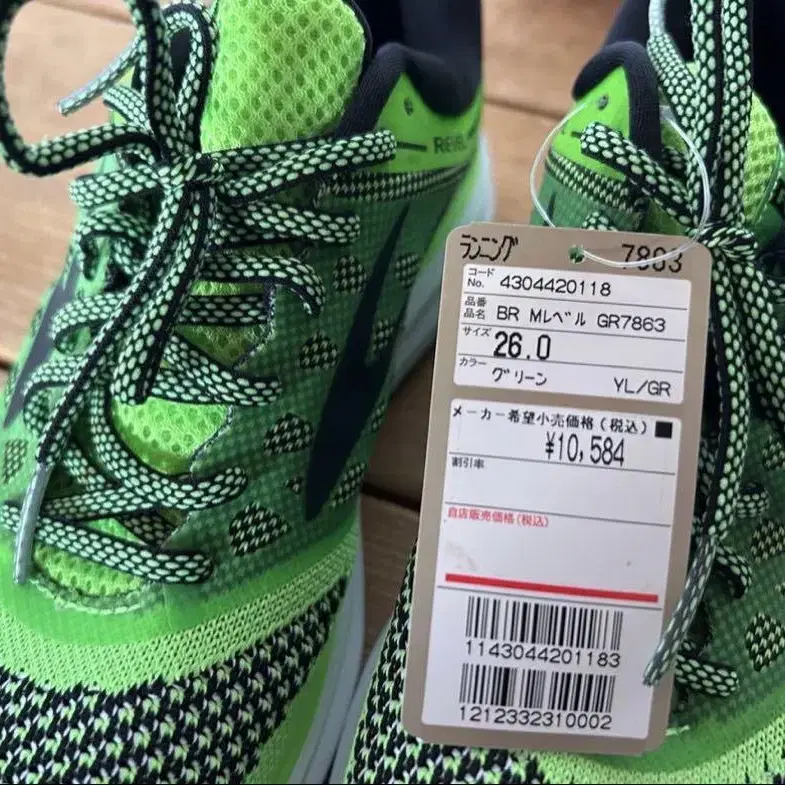 REVEL
ランニング 7863
コード
No. 4304420118
品番
品名 BR Mレベル GR7863
サイズ 26.0
カラー グリーン YL/GR
メーカー希望小売価格(税込)■
¥10,584
割引率
自店販売価格(税込)
1143044201183
1212332310002